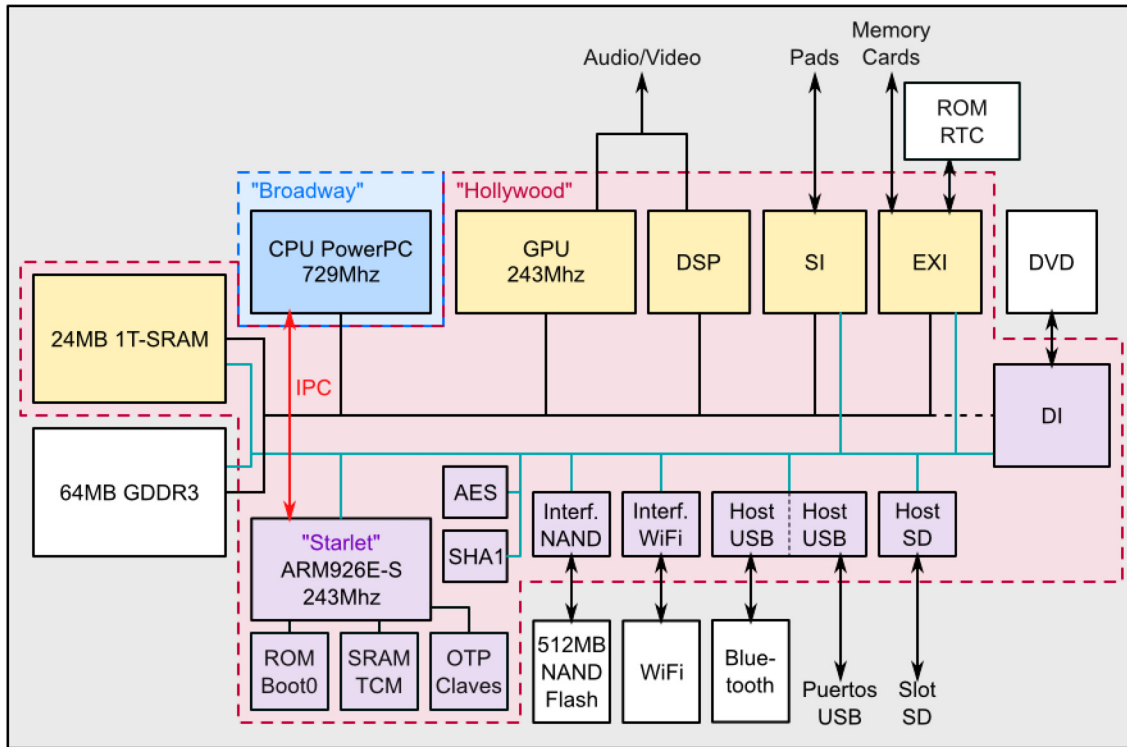 Audio/Video
Pads
Memory
Cards
ROM
RTC
"Broadway"
"Hollywood"
CPU PowerPC
729Mhz
GPU
243Mhz
DSP
SI
EXI
DVD
24MB 1T-SRAM
IPC
DI
64MB GDDR3
AES
SHA1
Interf.
NAND
Interf.
WiFi
Host
USB
Host
USB
Host
SD
"Starlet"
ARM926E-S
243Mhz
ROM
Boot0
SRAM
TCM
OTP
Claves
512MB
NAND
Flash
WiFi
Blue-
tooth
Puertos
USB
Slot
SD